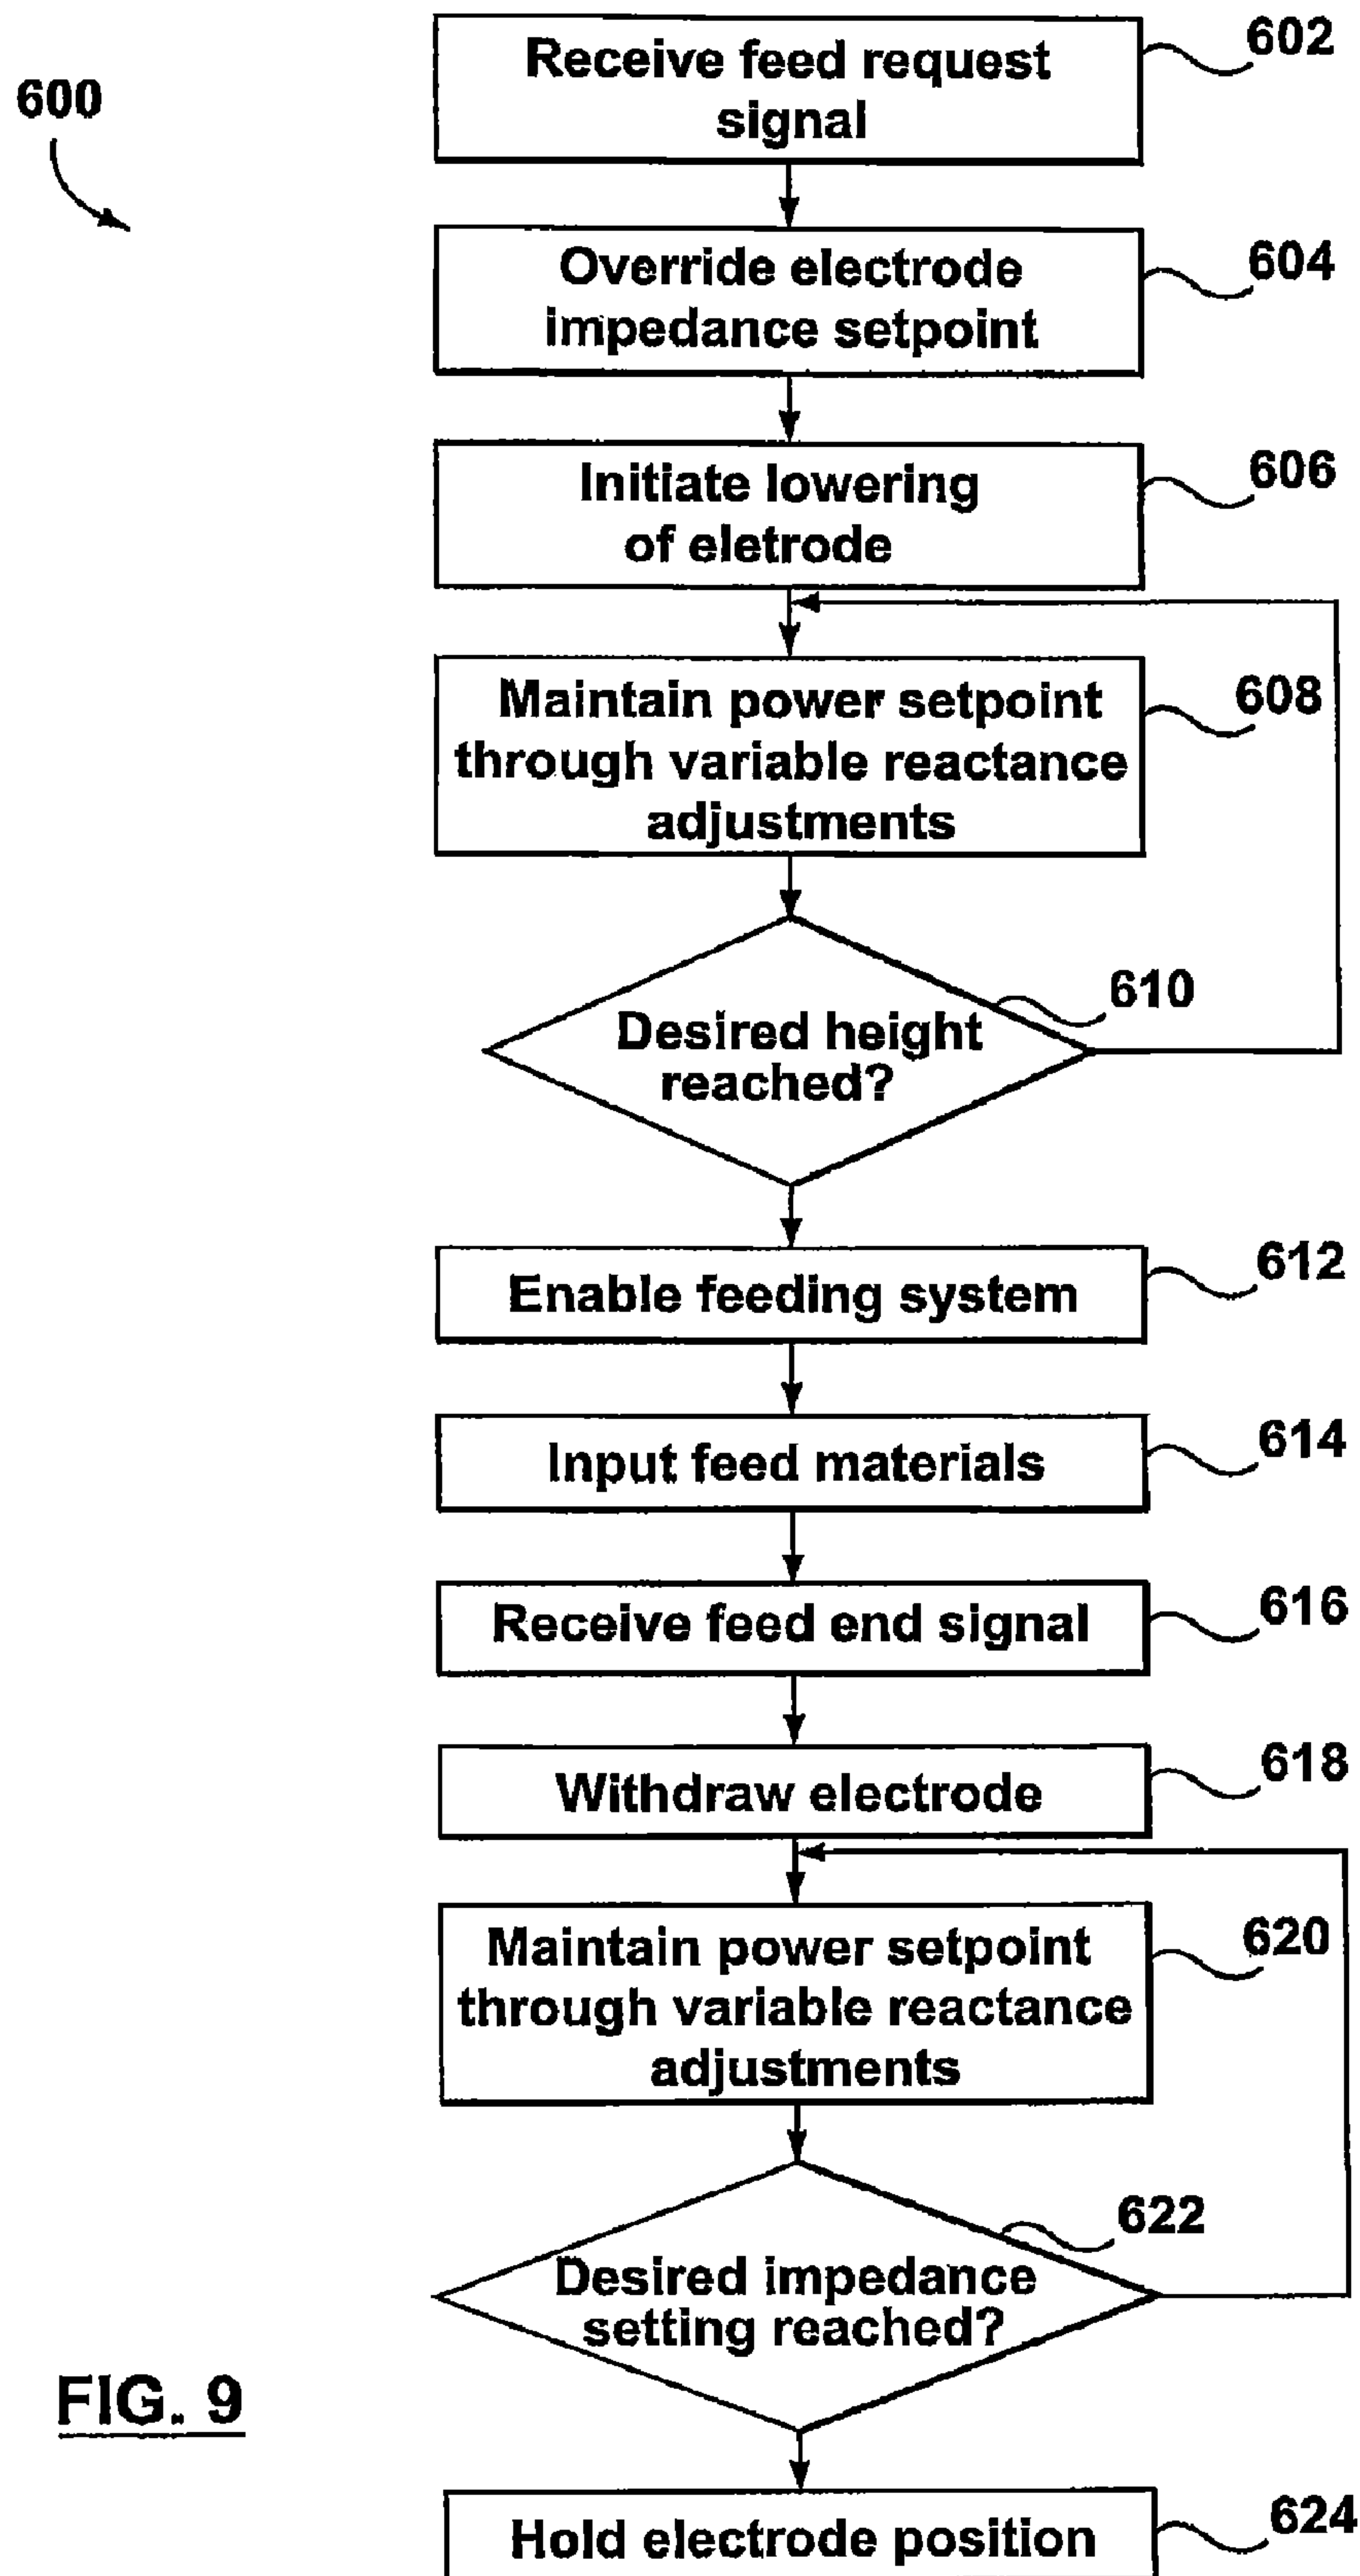 600
Receive feed request
signal
602
Override electrode
impedance setpoint
604
Initiate lowering
of eletrode
606
Maintain power setpoint
through variable reactance
adjustments
608
Desired height
reached?
610
Enable feeding system
612
Input feed materials
614
Receive feed end signal
616
Withdraw electrode
618
Maintain power setpoint
through variable reactance
adjustments
620
Desired impedance
setting reached?
622
Hold electrode position
624
FIG. 9